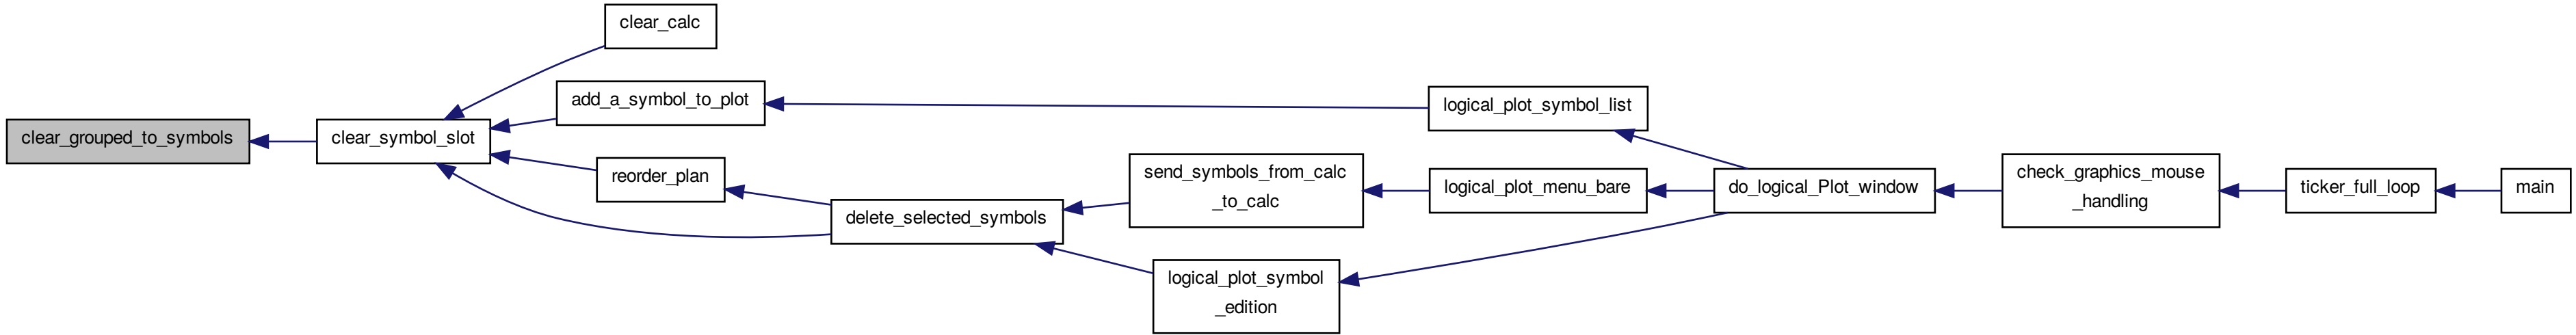 clear_grouped_to_symbols
clear_symbol_slot
clear_calc
add_a_symbol_to_plot
reorder_plan
delete_selected_symbols
send_symbols_from_calc
_to_calc
logical_plot_symbol
_edition
logical_plot_symbol_list
logical_plot_menu_bare
do_logical_Plot_window
check_graphics_mouse
_handling
ticker_full_loop
main